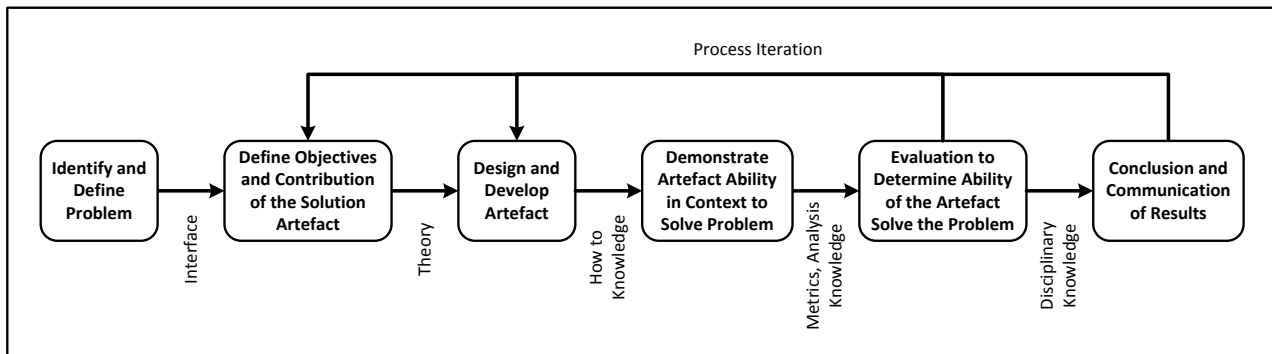 Process Iteration
Identify and
Define
Problem
Define Objectives
and Contribution
of the Solution
Artefact
Design and
Develop
Artefact
Demonstrate
Artefact Ability
in Context to
Solve Problem
Evaluation to
Determine Ability
of the Artefact
Solve the Problem
Conclusion and
Communication
of Results
Interface
Theory
How to
Knowledge
Metrics, Analysis
Knowledge
Disciplinary
Knowledge